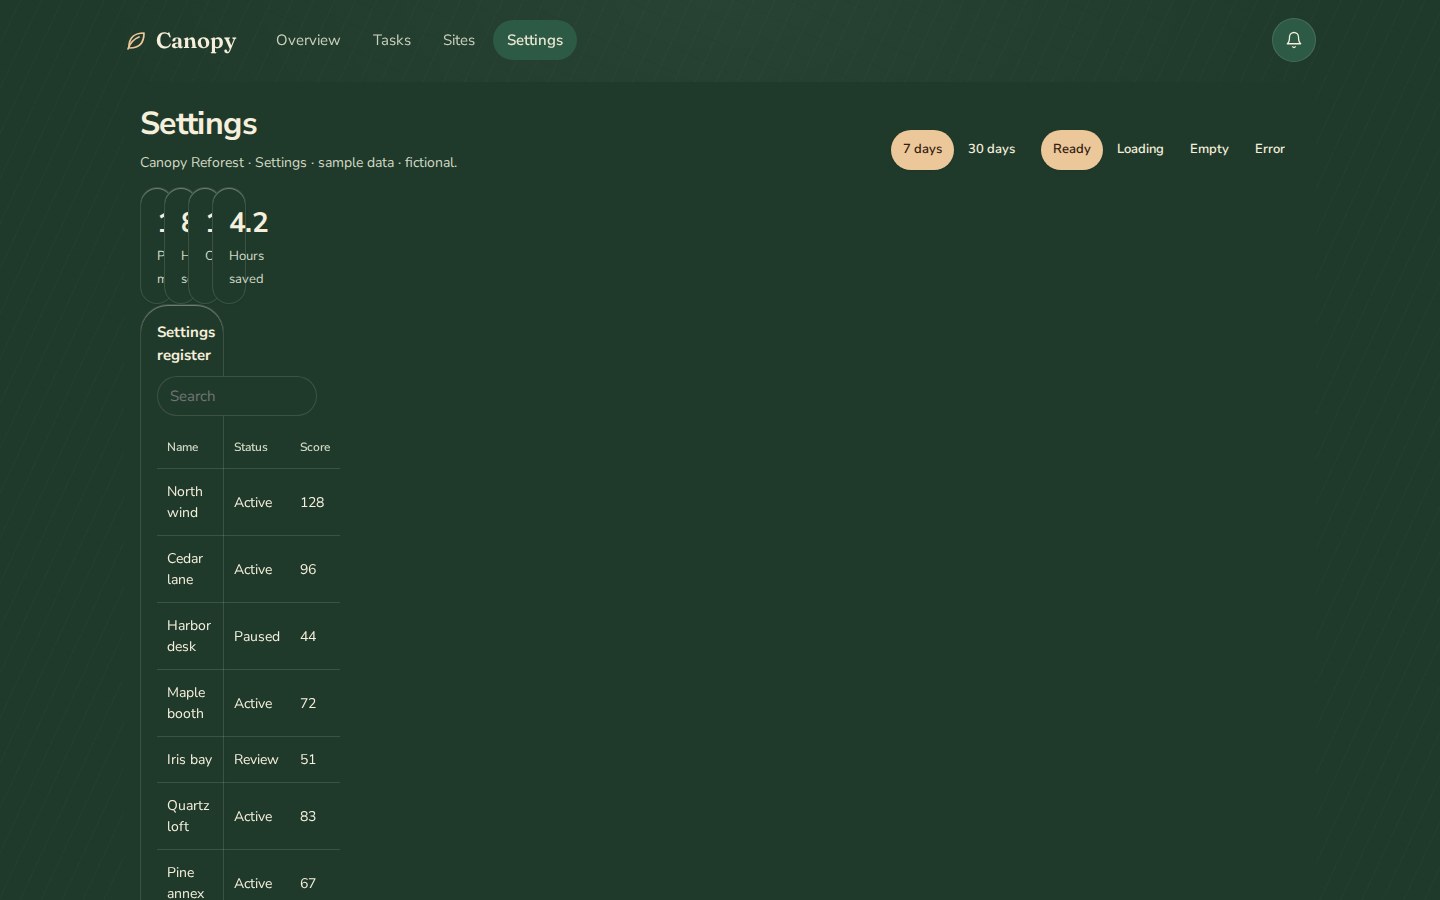 Canopy
Overview
Tasks
Sites
Settings
Settings
Canopy Reforest · Settings · sample data · fictional.
7 days
30 days
Ready
Loading
Empty
Error
4.2
Hours
saved
Settings
register
Search
Name Status Score
North wind Active 128
Cedar lane Active 96
Harbor desk Paused 44
Maple booth Active 72
Iris bay Review 51
Quartz loft Active 83
Pine annex Active 67